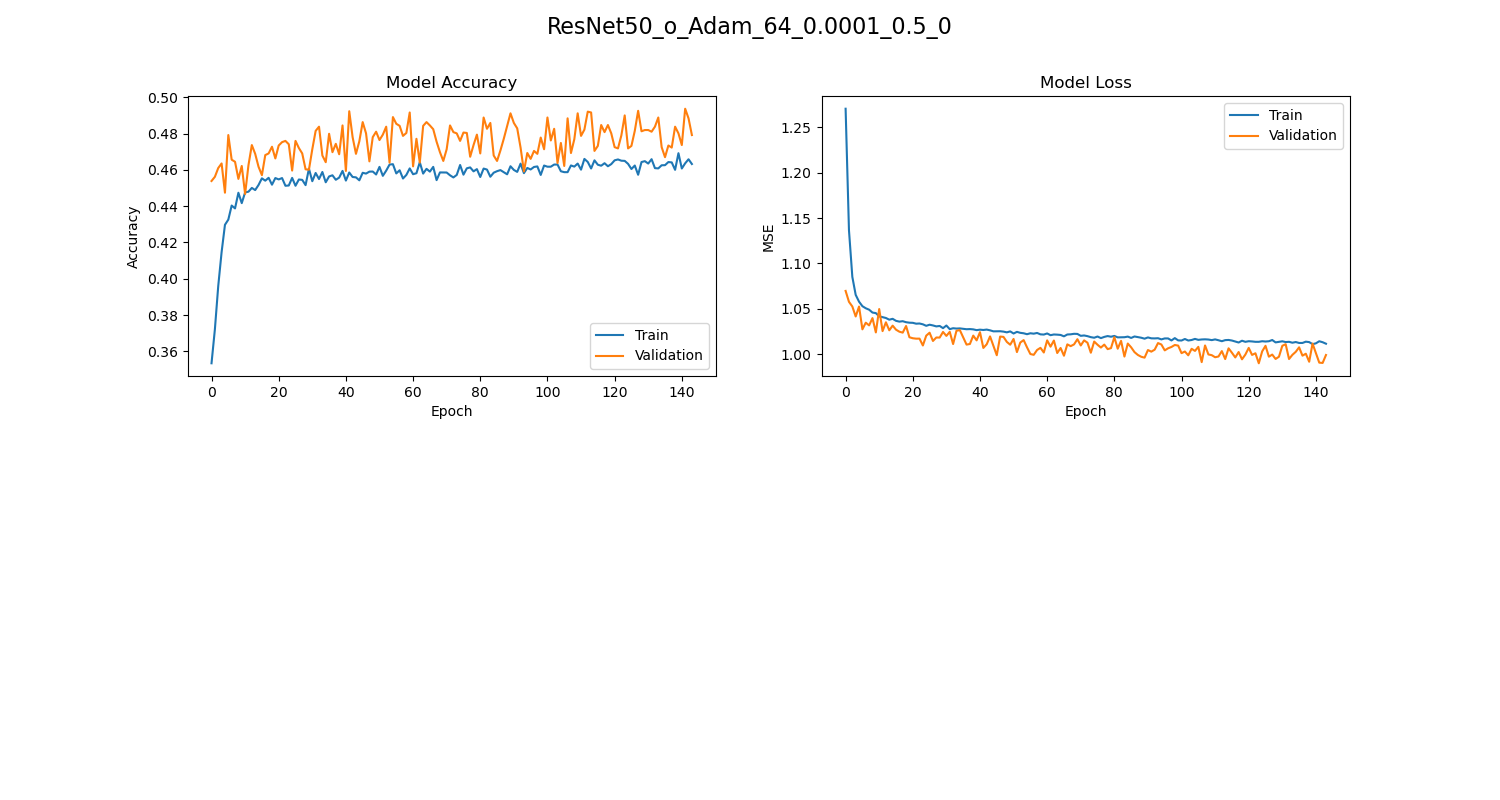 ResNet50_o_Adam_64_0.0001_0.5_0
Model Accuracy
0.50
0.48
0.46
0.44
0.42
0.40
0.38
0.36
Accuracy
Train
Validation
0 20 40 60 80 100 120 140
Epoch
Model Loss
1.25
1.20
1.15
1.10
1.05
1.00
MSE
Train
Validation
0 20 40 60 80 100 120 140
Epoch